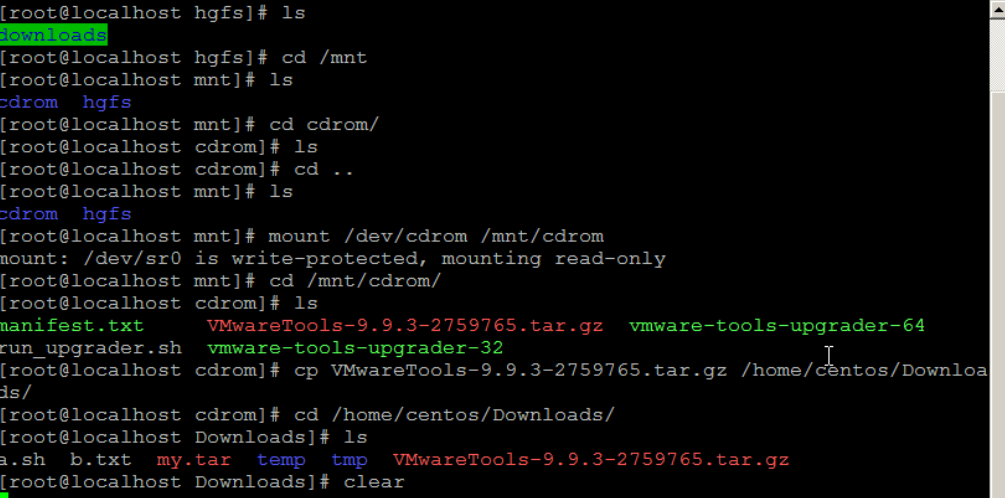 [root@localhost hgfs]# ls
downloads
[root@localhost hgfs]# cd /mnt
[root@localhost mnt]# ls
cdrom  hgfs
[root@localhost mnt]# cd cdrom/
[root@localhost cdrom]# ls
[root@localhost cdrom]# cd ..
[root@localhost mnt]# ls
cdrom  hgfs
[root@localhost mnt]# mount /dev/cdrom /mnt/cdrom
mount: /dev/sr0 is write-protected, mounting read-only
[root@localhost mnt]# cd /mnt/cdrom/
[root@localhost cdrom]# ls
manifest.txt     VMwareTools-9.9.3-2759765.tar.gz  vmware-tools-upgrader-64
run_upgrader.sh  vmware-tools-upgrader-32
[root@localhost cdrom]# cp VMwareTools-9.9.3-2759765.tar.gz /home/centos/Downloa
ds/
[root@localhost cdrom]# cd /home/centos/Downloads/
[root@localhost Downloads]# ls
a.sh  b.txt  my.tar  temp  tmp  VMwareTools-9.9.3-2759765.tar.gz
[root@localhost Downloads]# clear